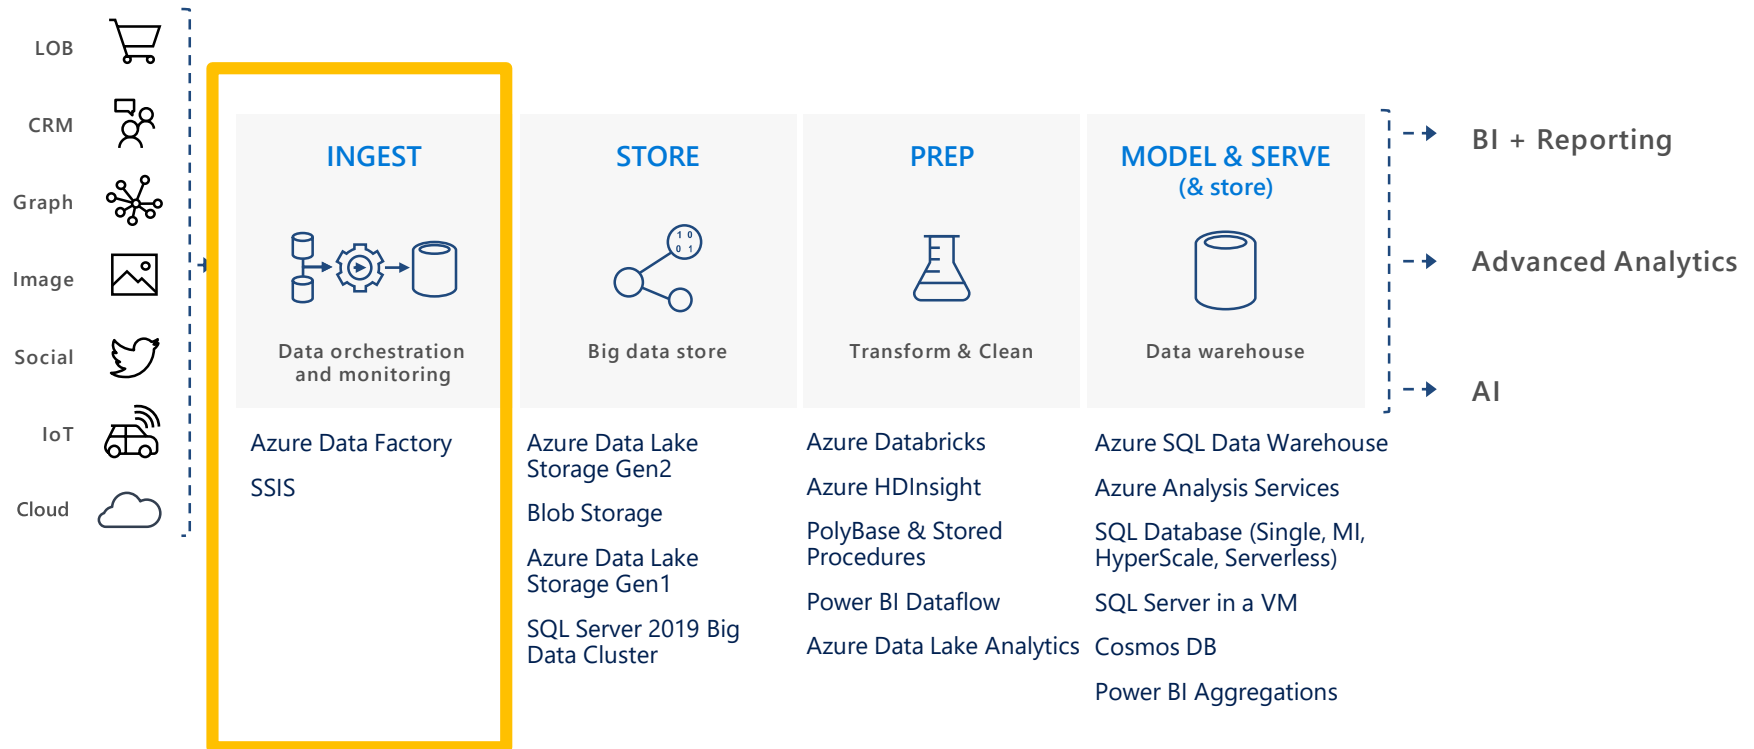 LOB
CRM
Graph
Image
Social
IoT
Cloud
INGEST
Data orchestration
and monitoring
Azure Data Factory
SSIS
STORE
10
01
Big data store
Azure Data Lake
Storage Gen2
Blob Storage
Azure Data Lake
Storage Gen1
SQL Server 2019 Big
Data Cluster
PREP
Transform & Clean
Azure Databricks
Azure HDInsight
PolyBase & Stored
Procedures
Power BI Dataflow
Azure Data Lake Analytics
MODEL & SERVE
(& store)
Data warehouse
Azure SQL Data Warehouse
Azure Analysis Services
SQL Database (Single, MI,
HyperScale, Serverless)
SQL Server in a VM
Cosmos DB
Power BI Aggregations
BI + Reporting
Advanced Analytics
AI